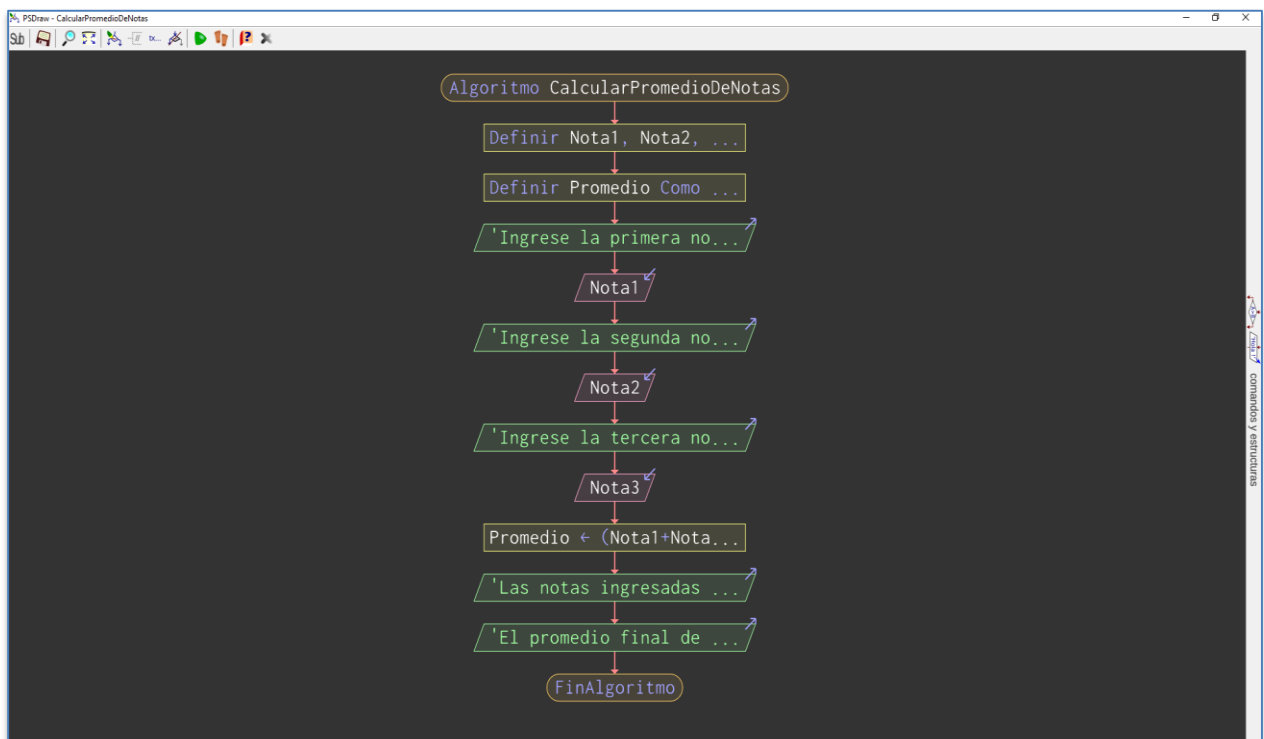 PSDraw - CalcularPromedioDeNotas
Sub
Algoritmo CalcularPromedioDeNotas
Definir Nota1, Nota2, ...
Definir Promedio Como ...
'Ingrese la primera no...
Nota1
'Ingrese la segunda no...
Nota2
'Ingrese la tercera no...
Nota3
Promedio ← (Nota1+Nota...
'Las notas ingresadas ...
'El promedio final de ...
FinAlgoritmo
comandos y estructuras